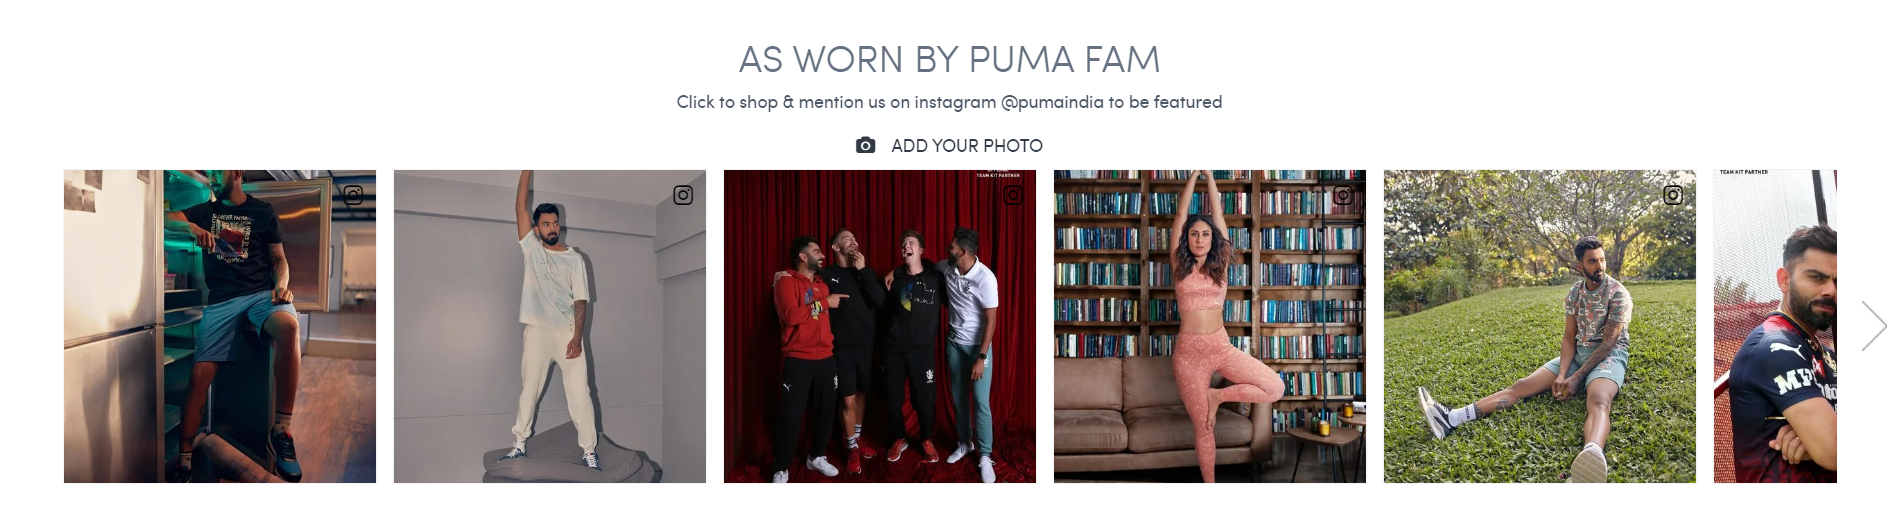 AS WORN BY PUMA FAM
Click to shop & mention us on instagram @pumaindia to be featured
ADD YOUR PHOTO
TEAM KIT PARTNER
TEAM KIT PARTNER